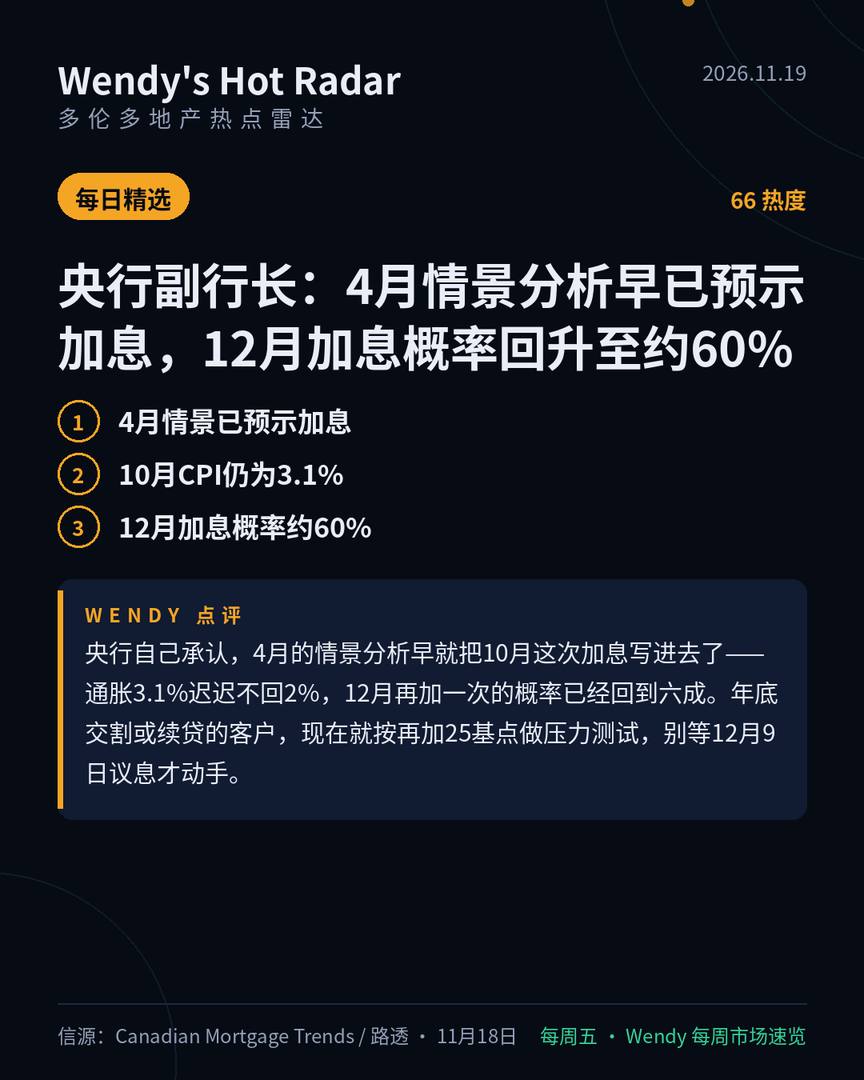 Wendy's Hot Radar
2026.11.19
多伦多地产热点雷达
每日精选
66 热度
央行副行长：4月情景分析早已预示
加息，12月加息概率回升至约60%
1 4月情景已预示加息
2 10月CPI仍为3.1%
3 12月加息概率约60%
WENDY 点评
央行自己承认，4月的情景分析早就把10月这次加息写进去了——
通胀3.1%迟迟不回2%，12月再加一次的概率已经回到六成。年底
交割或续贷的客户，现在就按再加25基点做压力测试，别等12月9
日议息才动手。
信源：Canadian Mortgage Trends / 路透 · 11月18日
每周五 · Wendy 每周市场速览